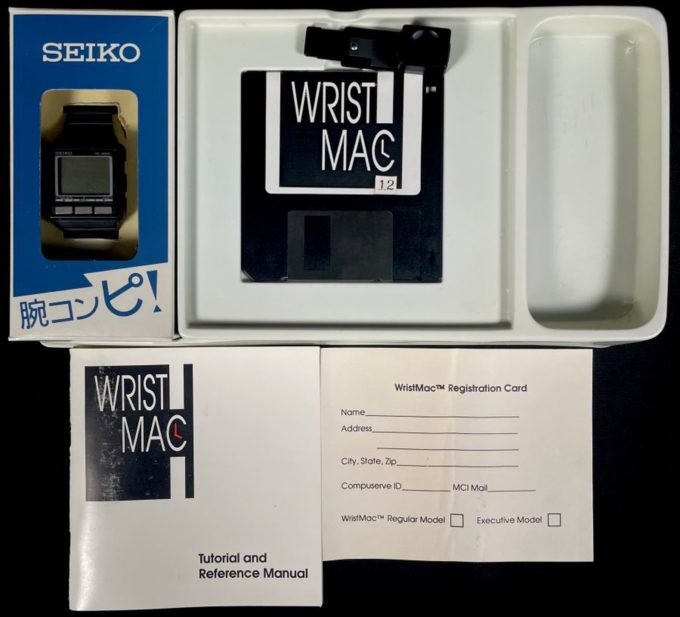 SEIKO
SEIKO
腕コンピ!
WRIST
MAC
1.2
WRIST
MAC
Tutorial and
Reference Manual
WristMac™ Registration Card
Name
Address
City, State, Zip
Compuserve ID MCI Mail
WristMac™ Regular Model Executive Model